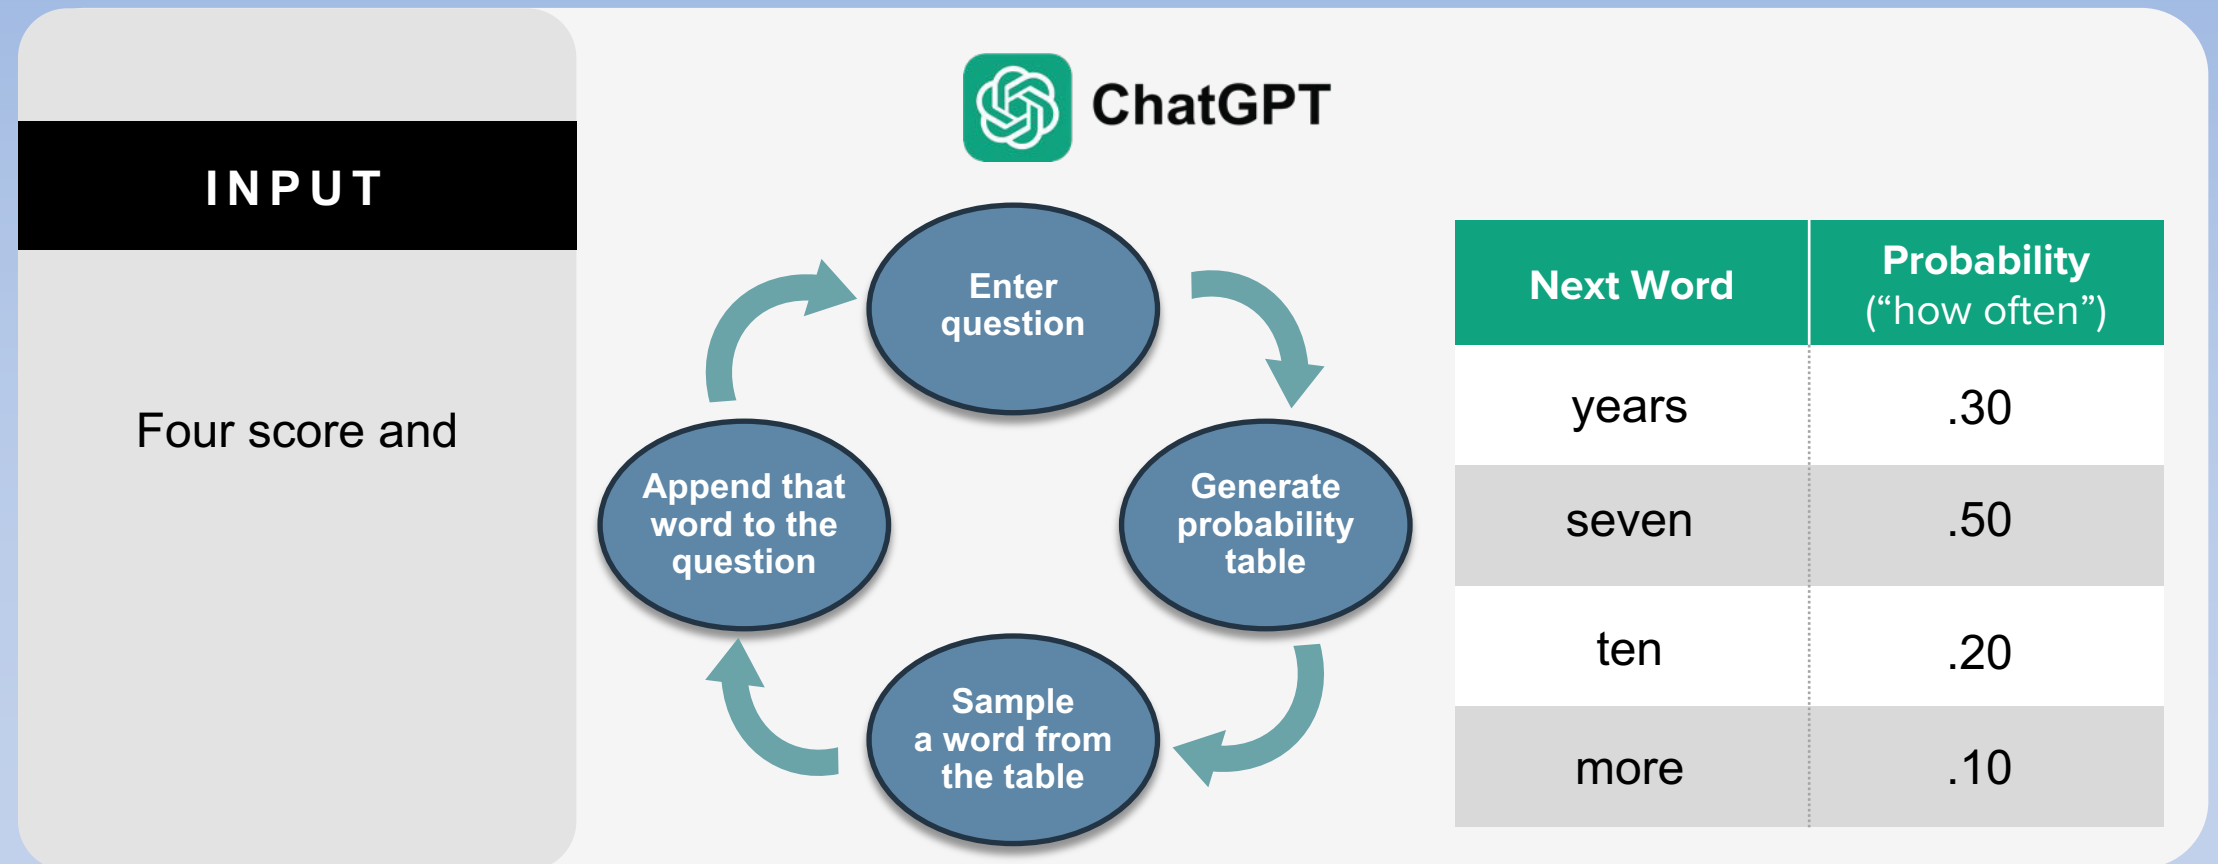 INPUT
Four score and
ChatGPT
Enter
question
Generate
probability
table
Sample
a word from
the table
Append that
word to the
question
Next Word
Probability
(“how often”)
years
.30
seven
.50
ten
.20
more
.10